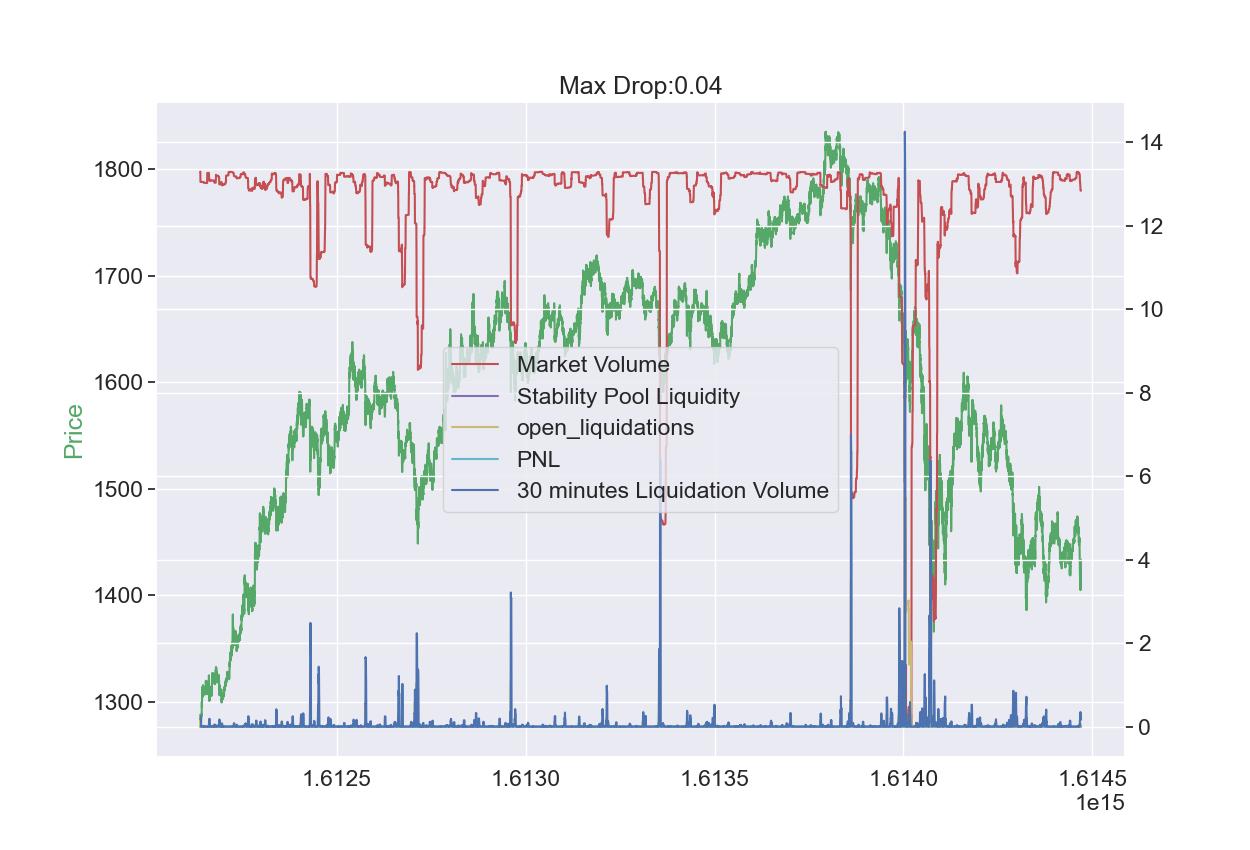 Max Drop:0.04
Price
1800
1700
1600
1500
1400
1300
14
12
10
8
6
4
2
0
Market Volume
Stability Pool Liquidity
open_liquidations
PNL
30 minutes Liquidation Volume
1.6125 1.6130 1.6135 1.6140 1.6145
1e15